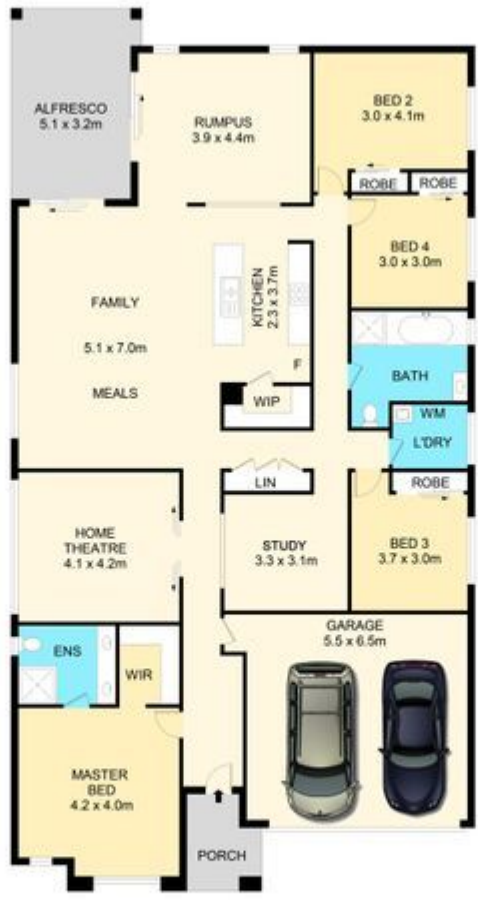 ALFRESCO
5.1 x 3.2m
RUMPUS
3.9 x 4.4m
BED 2
3.0 x 4.1m
ROBE
ROBE
BED 4
3.0 x 3.0m
FAMILY
5.1 x 7.0m
MEALS
KITCHEN
2.3 x 3.7m
F
WIP
BATH
WM
L'DRY
LIN
ROBE
HOME
THEATRE
4.1 x 4.2m
STUDY
3.3 x 3.1m
BED 3
3.7 x 3.0m
GARAGE
5.5 x 6.5m
ENS
WIR
MASTER
BED
4.2 x 4.0m
PORCH